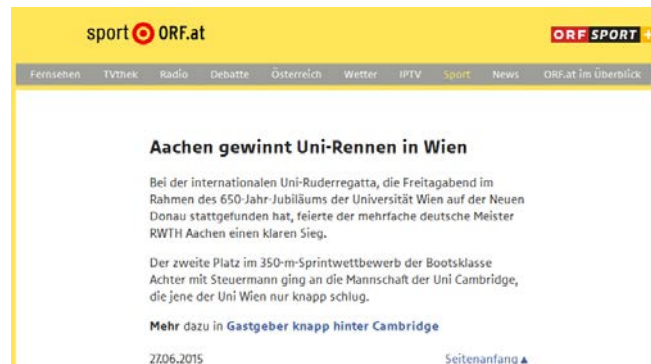 sport ORF.at
ORF SPORT +
Fernsehen TVthek Radio Debatte Österreich Wetter IPTV Sport News ORF.at im Überblick
Aachen gewinnt Uni-Rennen in Wien
Bei der internationalen Uni-Ruderregatta, die Freitagabend im
Rahmen des 650-Jahr-Jubiläums der Universität Wien auf der Neuen
Donau stattgefunden hat, feierte der mehrfache deutsche Meister
RWTH Aachen einen klaren Sieg.
Der zweite Platz im 350-m-Sprintwettbewerb der Bootsklasse
Achter mit Steuermann ging an die Mannschaft der Uni Cambridge,
die jene der Uni Wien nur knapp schlug.
Mehr dazu in Gastgeber knapp hinter Cambridge
27.06.2015 Seitenanfang▲